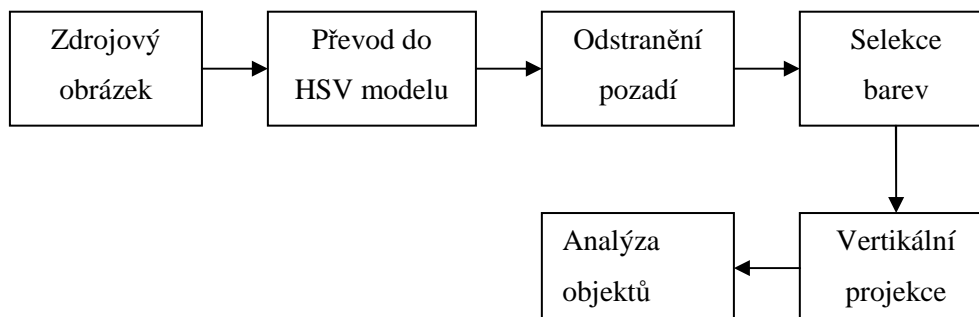 Zdrojový
obrázek
Převod do
HSV modelu
Odstranění
pozadí
Selekce
barev
Vertikální
projekce
Analýza
objektů